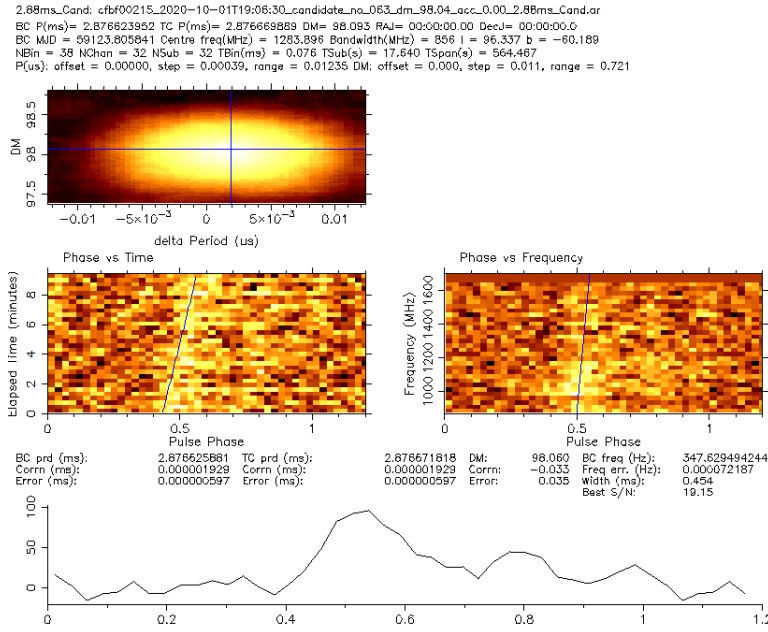 2.88ms_Cand: cfbf00215_2020-10-01T19:06:30_candidate_no_063_dm_98.04_acc_0.00_2.88ms_Cand.ar
BC P(ms)= 2.876623952 TC P(ms)= 2.876669889 DM= 98.093 RAJ= 00:00:00.00 DecJ= 00:00:00.0
BC MJD = 59123.805841 Centre freq(MHz) = 1283.896 Bandwidth(MHz) = 856 l = 96.337 b = -60.189
NBin = 38 NChan = 32 NSub = 32 TBin(ms) = 0.076 TSub(s) = 17.640 TSpan(s) = 564.467
P(us): offset = 0.00000, step = 0.00039, range = 0.01235 DM: offset = 0.000, step = 0.011, range = 0.721
98.5
98
97.5
DM
-0.01 -5×10⁻³ 0 5×10⁻³ 0.01
delta Period (us)
Phase vs Time
8
6
4
2
0
Elapsed Time (minutes)
0 0.5 1
Pulse Phase
Phase vs Frequency
1600
1400
1200
1000
Frequency (MHz)
0 0.5 1
Pulse Phase
BC prd (ms): 2.876625881 TC prd (ms): 2.876671818 DM: 98.060 BC freq (Hz): 347.629494244
Corrn (ms): 0.000001929 Corrn (ms): 0.000001929 Corrn: -0.033 Freq err. (Hz): 0.000072187
Error (ms): 0.000000597 Error (ms): 0.000000597 Error: 0.035 Width (ms): 0.454
Best S/N: 19.15
100
50
0
0 0.2 0.4 0.6 0.8 1 1.2